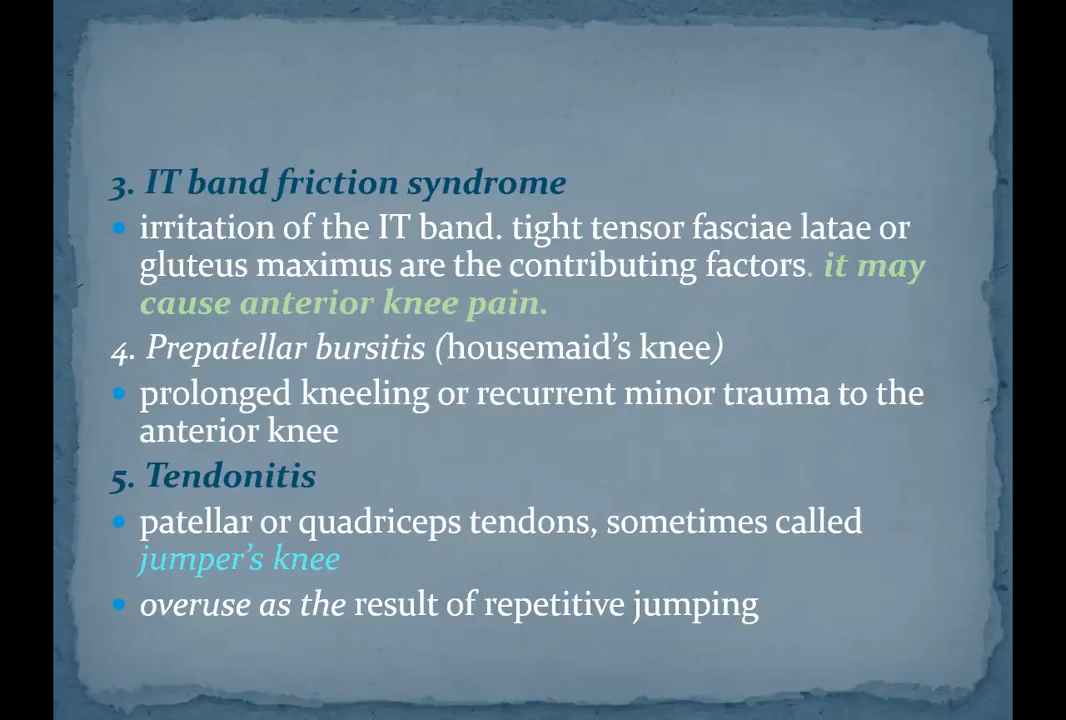 3. IT band friction syndrome
• irritation of the IT band. tight tensor fasciae latae or
gluteus maximus are the contributing factors. it may
cause anterior knee pain.
4. Prepatellar bursitis (housemaid’s knee)
• prolonged kneeling or recurrent minor trauma to the
anterior knee
5. Tendonitis
• patellar or quadriceps tendons, sometimes called
jumper’s knee
• overuse as the result of repetitive jumping